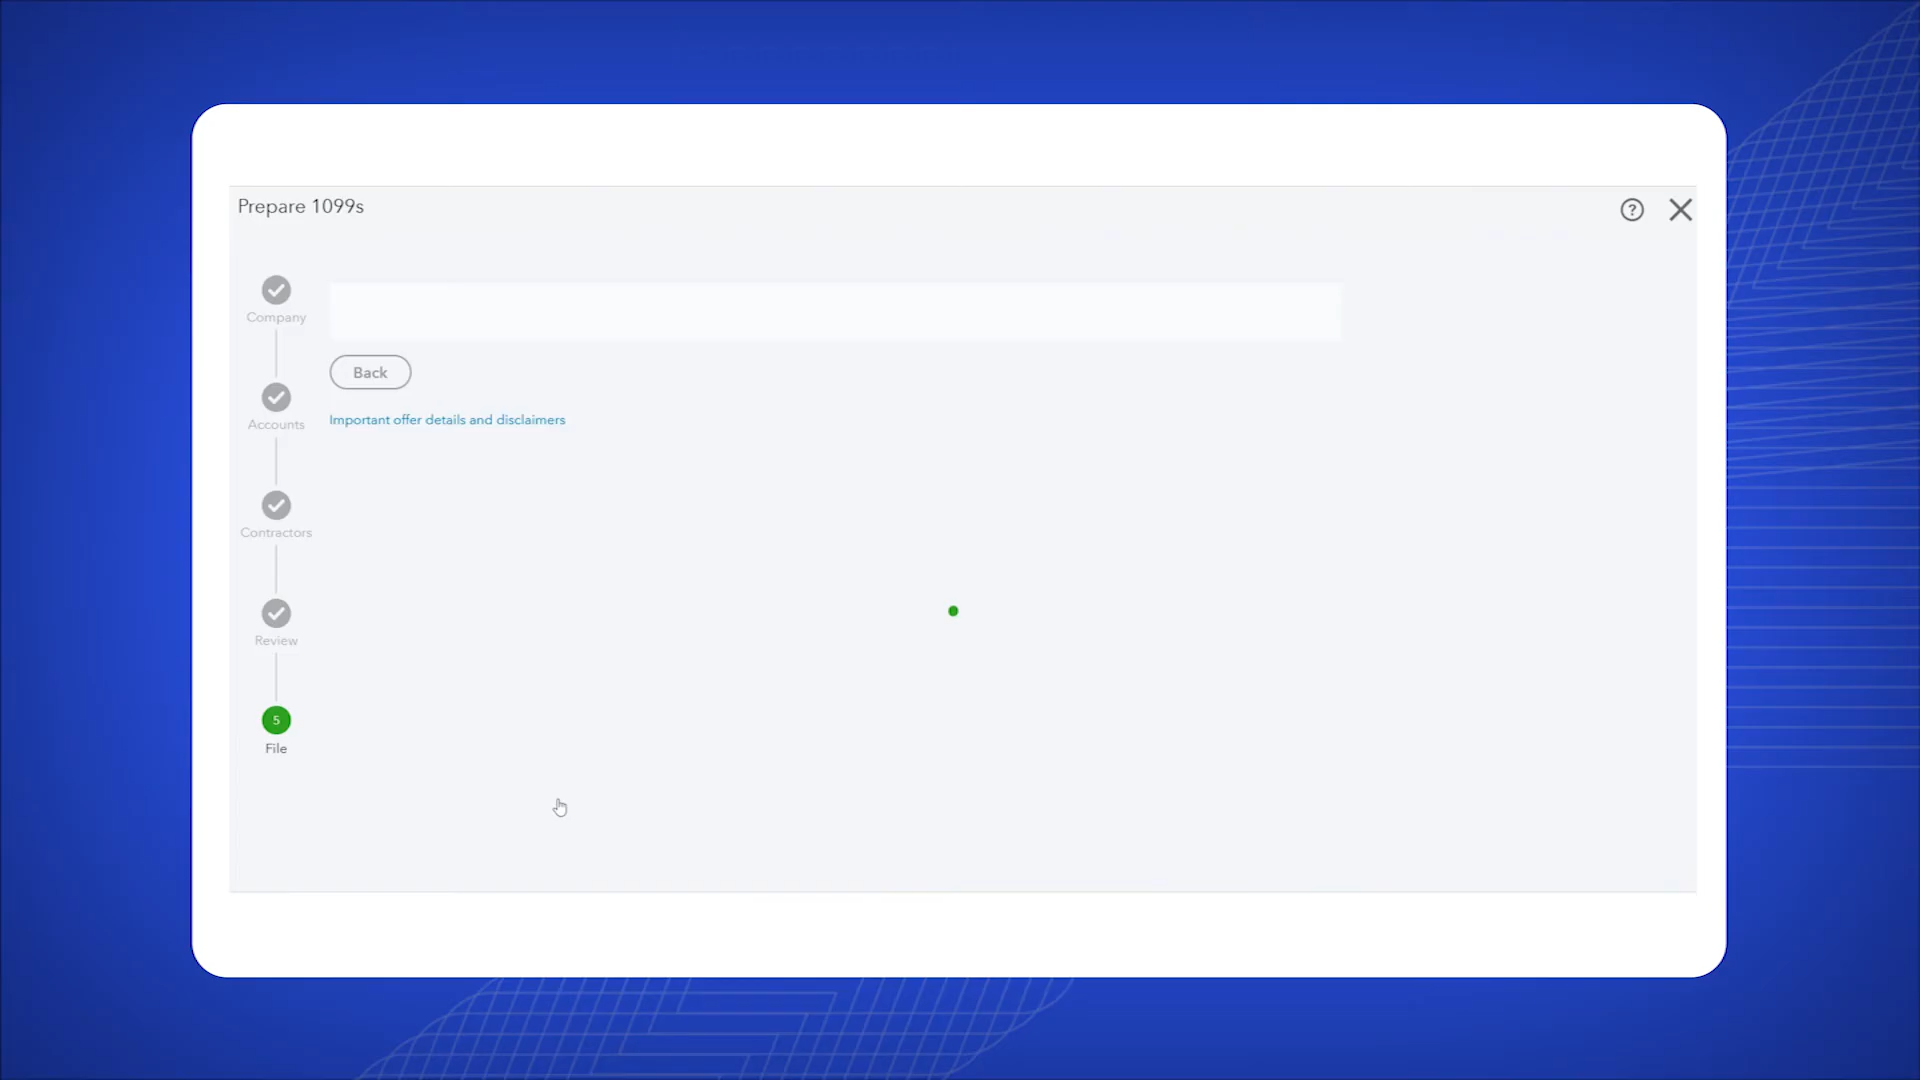 Prepare 1099s
?
Company
Back
Accounts
Important offer details and disclaimers
Contractors
Review
5
File